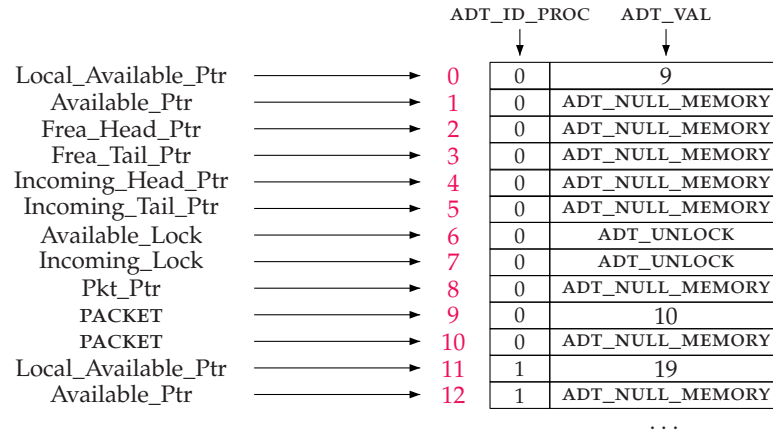 ADT_ID_PROC ADT_VAL
Local_Available_Ptr 0 0 9
Available_Ptr 1 0 ADT_NULL_MEMORY
Frea_Head_Ptr 2 0 ADT_NULL_MEMORY
Frea_Tail_Ptr 3 0 ADT_NULL_MEMORY
Incoming_Head_Ptr 4 0 ADT_NULL_MEMORY
Incoming_Tail_Ptr 5 0 ADT_NULL_MEMORY
Available_Lock 6 0 ADT_UNLOCK
Incoming_Lock 7 0 ADT_UNLOCK
Pkt_Ptr 8 0 ADT_NULL_MEMORY
PACKET 9 0 10
PACKET 10 0 ADT_NULL_MEMORY
Local_Available_Ptr 11 1 19
Available_Ptr 12 1 ADT_NULL_MEMORY
...